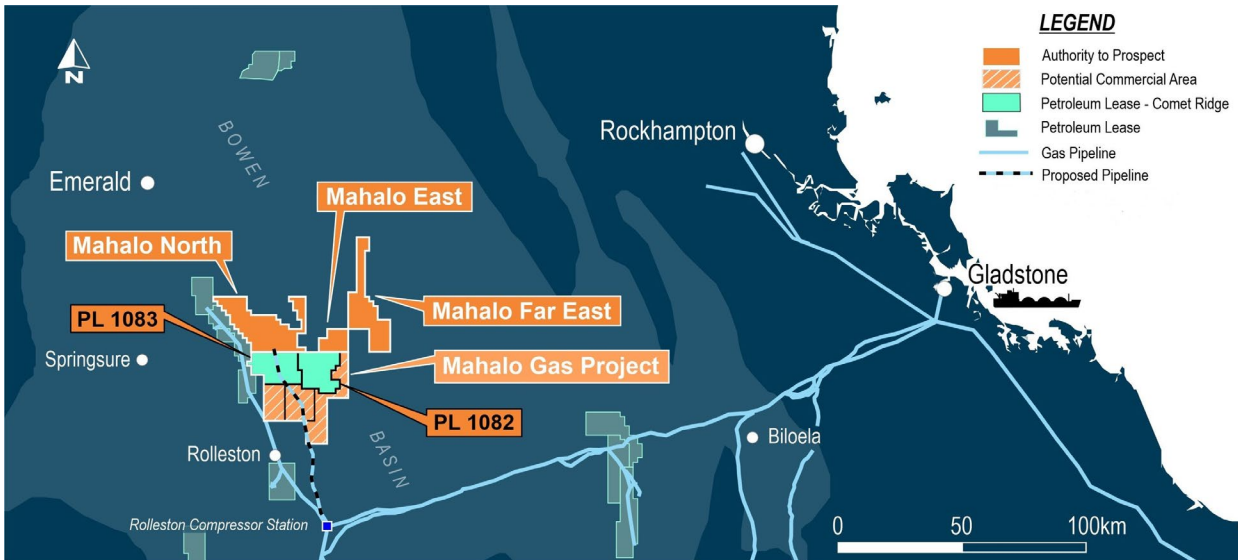 LEGEND
Authority to Prospect
Potential Commercial Area
Petroleum Lease - Comet Ridge
Petroleum Lease
Gas Pipeline
Proposed Pipeline
N
BOWEN
Rockhampton
Emerald
Mahalo East
Mahalo North
Gladstone
Mahalo Far East
PL 1083
Springsure
Mahalo Gas Project
PL 1082
BASIN
Biloela
Rolleston
Rolleston Compressor Station
0 50 100km